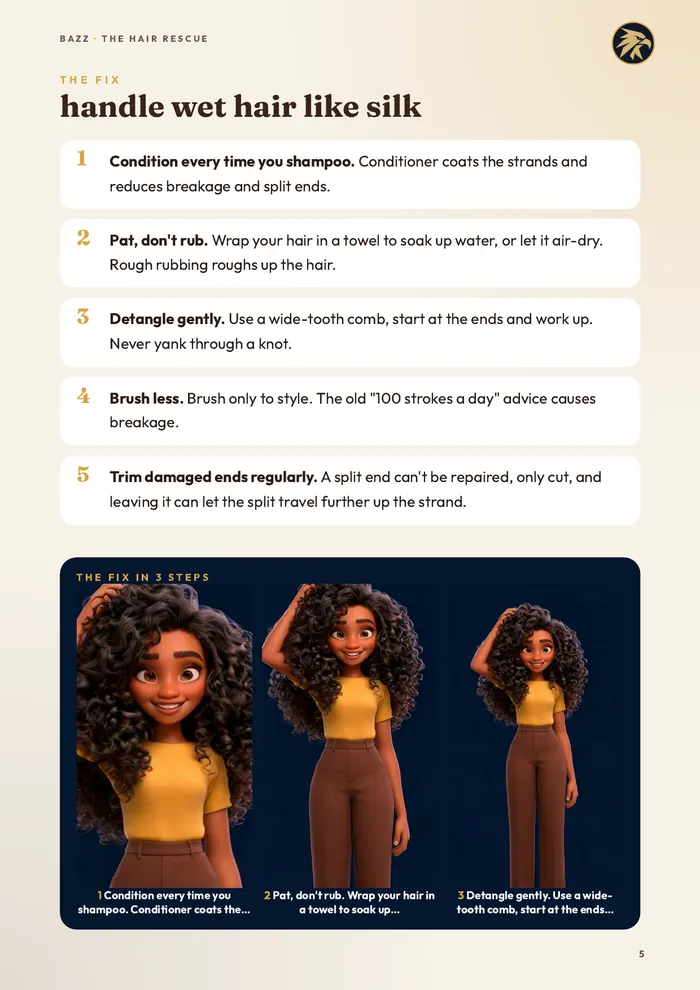 BAZZ · THE HAIR RESCUE
THE FIX
handle wet hair like silk
1
Condition every time you shampoo. Conditioner coats the strands and
reduces breakage and split ends.
2
Pat, don't rub. Wrap your hair in a towel to soak up water, or let it air-dry.
Rough rubbing roughs up the hair.
3
Detangle gently. Use a wide-tooth comb, start at the ends and work up.
Never yank through a knot.
4
Brush less. Brush only to style. The old "100 strokes a day" advice causes
breakage.
5
Trim damaged ends regularly. A split end can't be repaired, only cut, and
leaving it can let the split travel further up the strand.
THE FIX IN 3 STEPS
1 Condition every time you
shampoo. Conditioner coats the...
2 Pat, don't rub. Wrap your hair in
a towel to soak up...
3 Detangle gently. Use a wide-
tooth comb, start at the ends...
5